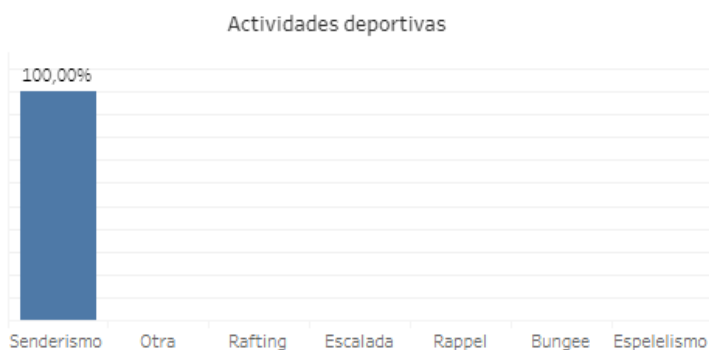 Actividades deportivas
100,00%
Senderismo Otra Rafting Escalada Rappel Bungee Espelelismo